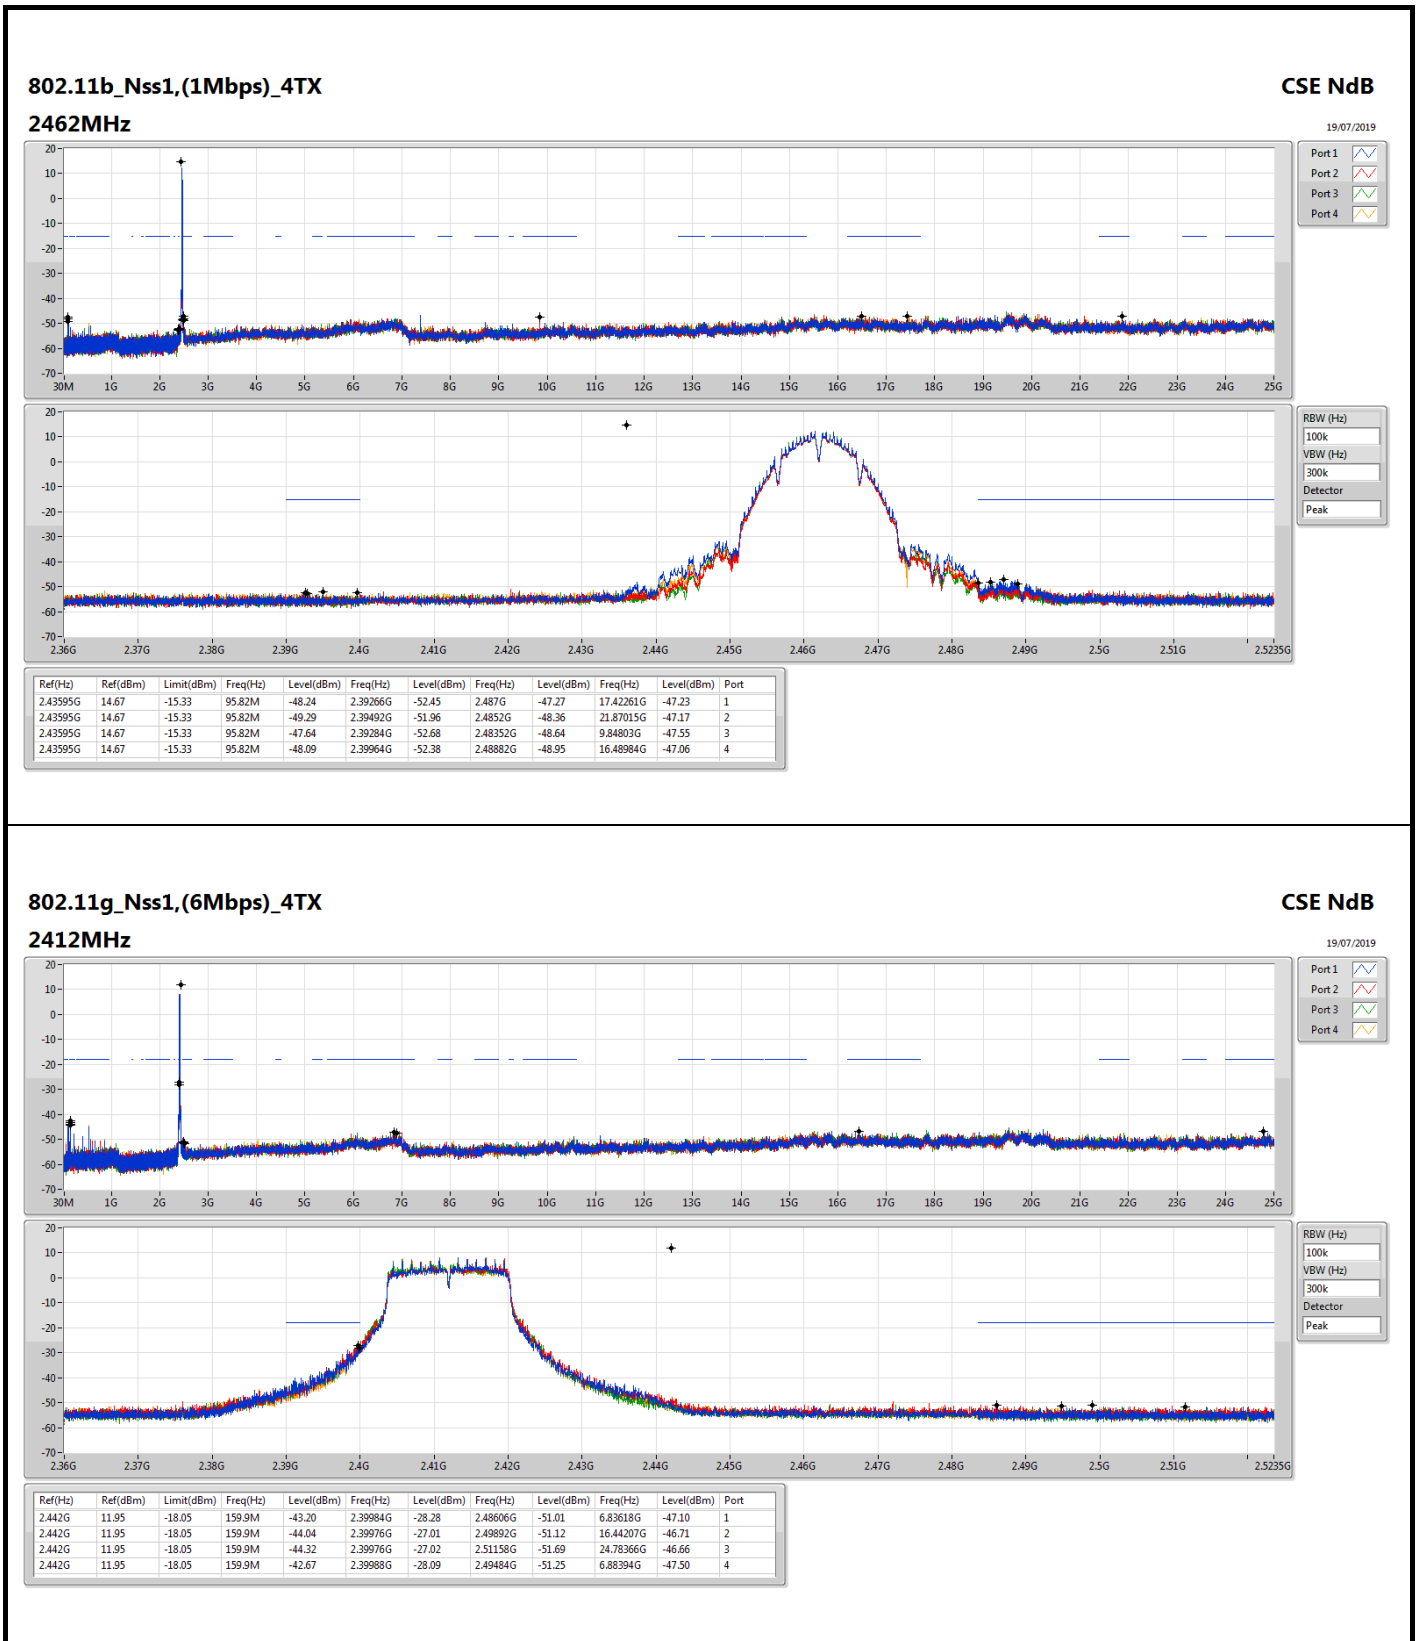 802.11b_Nss1,(1Mbps)_4TX CSE NdB
2462MHz 19/07/2019
20
10
0
-10
-20
-30
-40
-50
-60
-70
30M 1G 2G 3G 4G 5G 6G 7G 8G 9G 10G 11G 12G 13G 14G 15G 16G 17G 18G 19G 20G 21G 22G 23G 24G 25G
Port 1
Port 2
Port 3
Port 4
20
10
0
-10
-20
-30
-40
-50
-60
-70
2.36G 2.37G 2.38G 2.39G 2.4G 2.41G 2.42G 2.43G 2.44G 2.45G 2.46G 2.47G 2.48G 2.49G 2.5G 2.51G 2.5235G
RBW (Hz)
100k
VBW (Hz)
300k
Detector
Peak
Ref(Hz) Ref(dBm) Limit(dBm) Freq(Hz) Level(dBm) Freq(Hz) Level(dBm) Freq(Hz) Level(dBm) Freq(Hz) Level(dBm) Port
2.43595G 14.67 -15.33 95.82M -48.24 2.39266G -52.45 2.487G -47.27 17.42261G -47.23 1
2.43595G 14.67 -15.33 95.82M -49.29 2.39492G -51.96 2.4852G -48.36 21.87015G -47.17 2
2.43595G 14.67 -15.33 95.82M -47.64 2.39284G -52.68 2.48352G -48.64 9.84803G -47.55 3
2.43595G 14.67 -15.33 95.82M -48.09 2.39964G -52.38 2.48882G -48.95 16.48984G -47.06 4
802.11g_Nss1,(6Mbps)_4TX CSE NdB
2412MHz 19/07/2019
20
10
0
-10
-20
-30
-40
-50
-60
-70
30M 1G 2G 3G 4G 5G 6G 7G 8G 9G 10G 11G 12G 13G 14G 15G 16G 17G 18G 19G 20G 21G 22G 23G 24G 25G
Port 1
Port 2
Port 3
Port 4
20
10
0
-10
-20
-30
-40
-50
-60
-70
2.36G 2.37G 2.38G 2.39G 2.4G 2.41G 2.42G 2.43G 2.44G 2.45G 2.46G 2.47G 2.48G 2.49G 2.5G 2.51G 2.5235G
RBW (Hz)
100k
VBW (Hz)
300k
Detector
Peak
Ref(Hz) Ref(dBm) Limit(dBm) Freq(Hz) Level(dBm) Freq(Hz) Level(dBm) Freq(Hz) Level(dBm) Freq(Hz) Level(dBm) Port
2.442G 11.95 -18.05 159.9M -43.20 2.39984G -28.28 2.48606G -51.01 6.83618G -47.10 1
2.442G 11.95 -18.05 159.9M -44.04 2.39976G -27.01 2.49892G -51.12 16.44207G -46.71 2
2.442G 11.95 -18.05 159.9M -44.32 2.39976G -27.02 2.51158G -51.69 24.78366G -46.66 3
2.442G 11.95 -18.05 159.9M -42.67 2.39988G -28.09 2.49484G -51.25 6.88394G -47.50 4